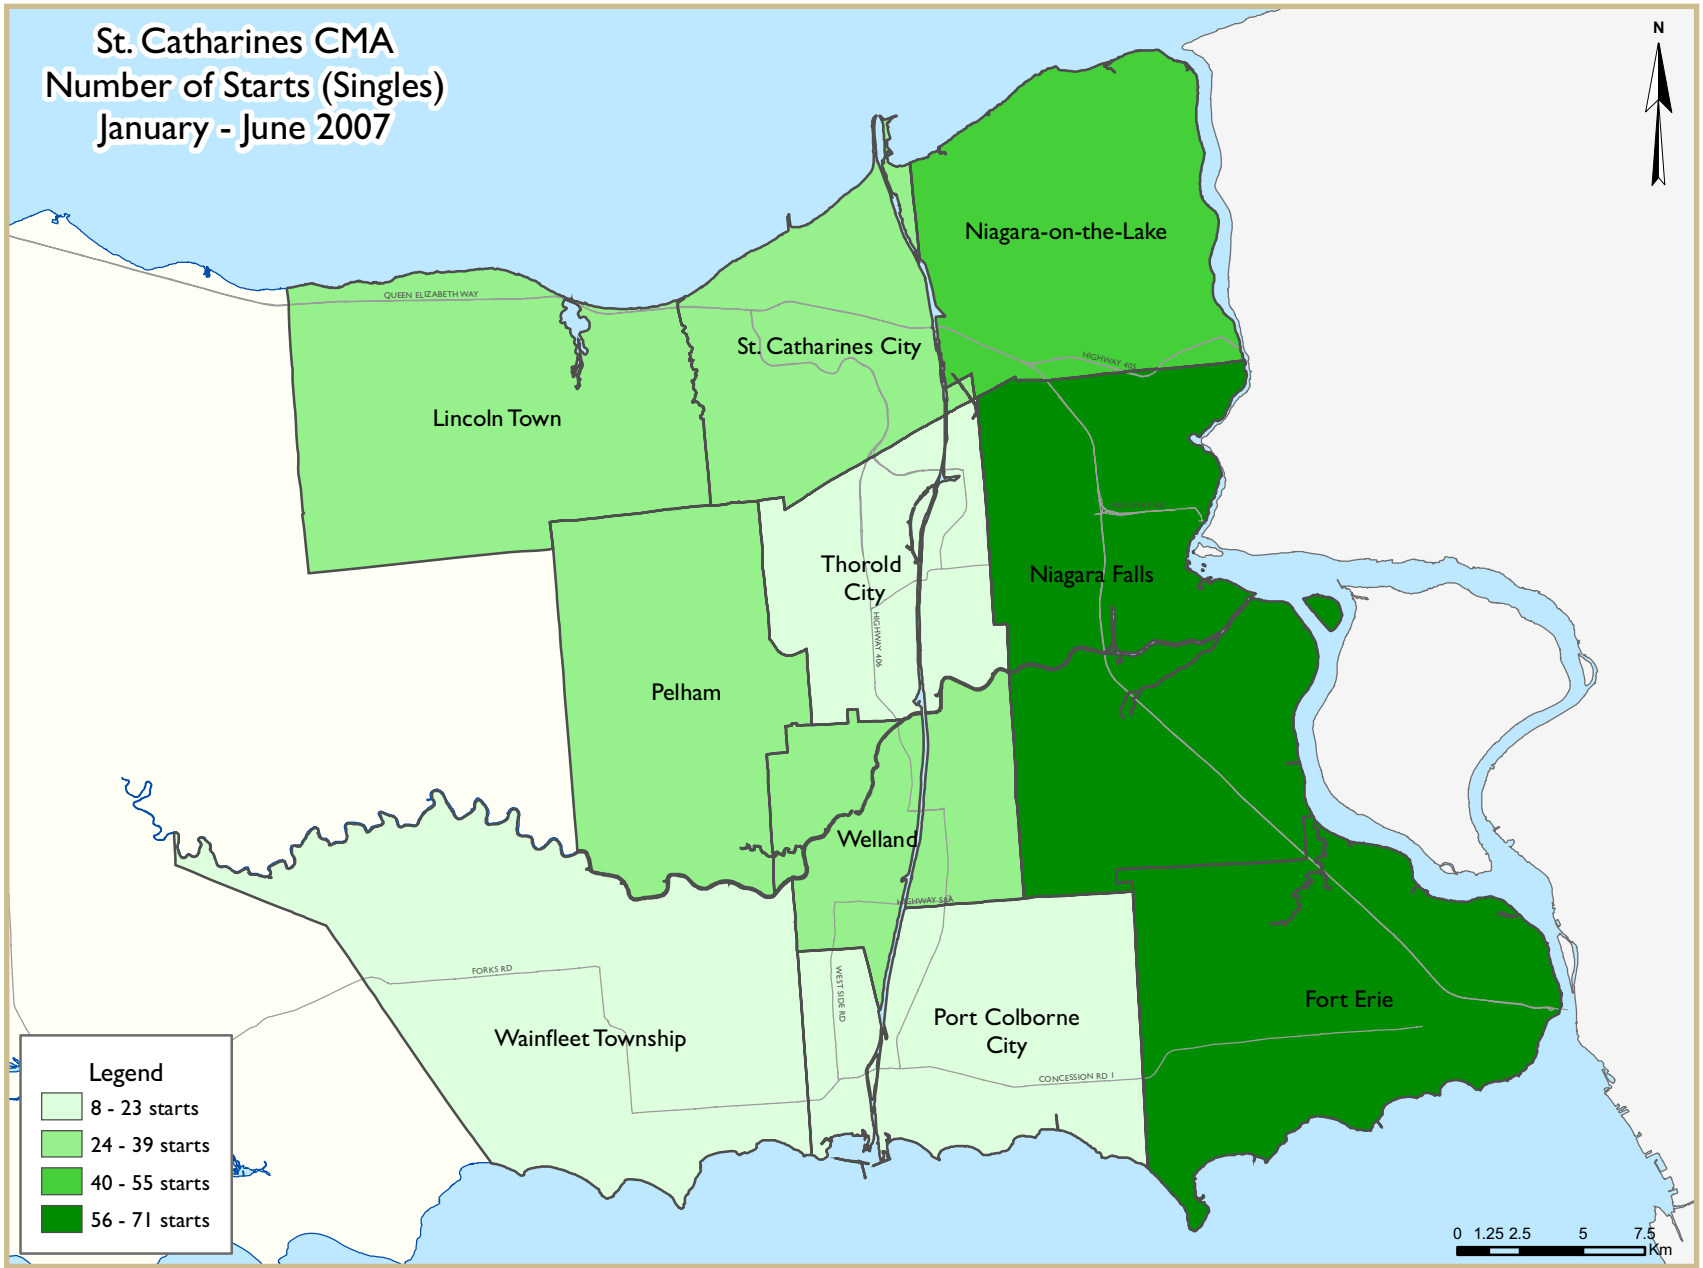 St. Catharines CMA
Number of Starts (Singles)
January - June 2007
N
Niagara-on-the-Lake
QUEEN ELIZABETH WAY
St. Catharines City
HIGHWAY 405
Lincoln Town
Thorold
City
Niagara Falls
HIGHWAY 406
Pelham
Welland
HIGHWAY 58A
FORKS RD
WEST SIDE RD
Fort Erie
Port Colborne
City
Wainfleet Township
CONCESSION RD 1
Legend
8 - 23 starts
24 - 39 starts
40 - 55 starts
56 - 71 starts
0 1.25 2.5 5 7.5
Km